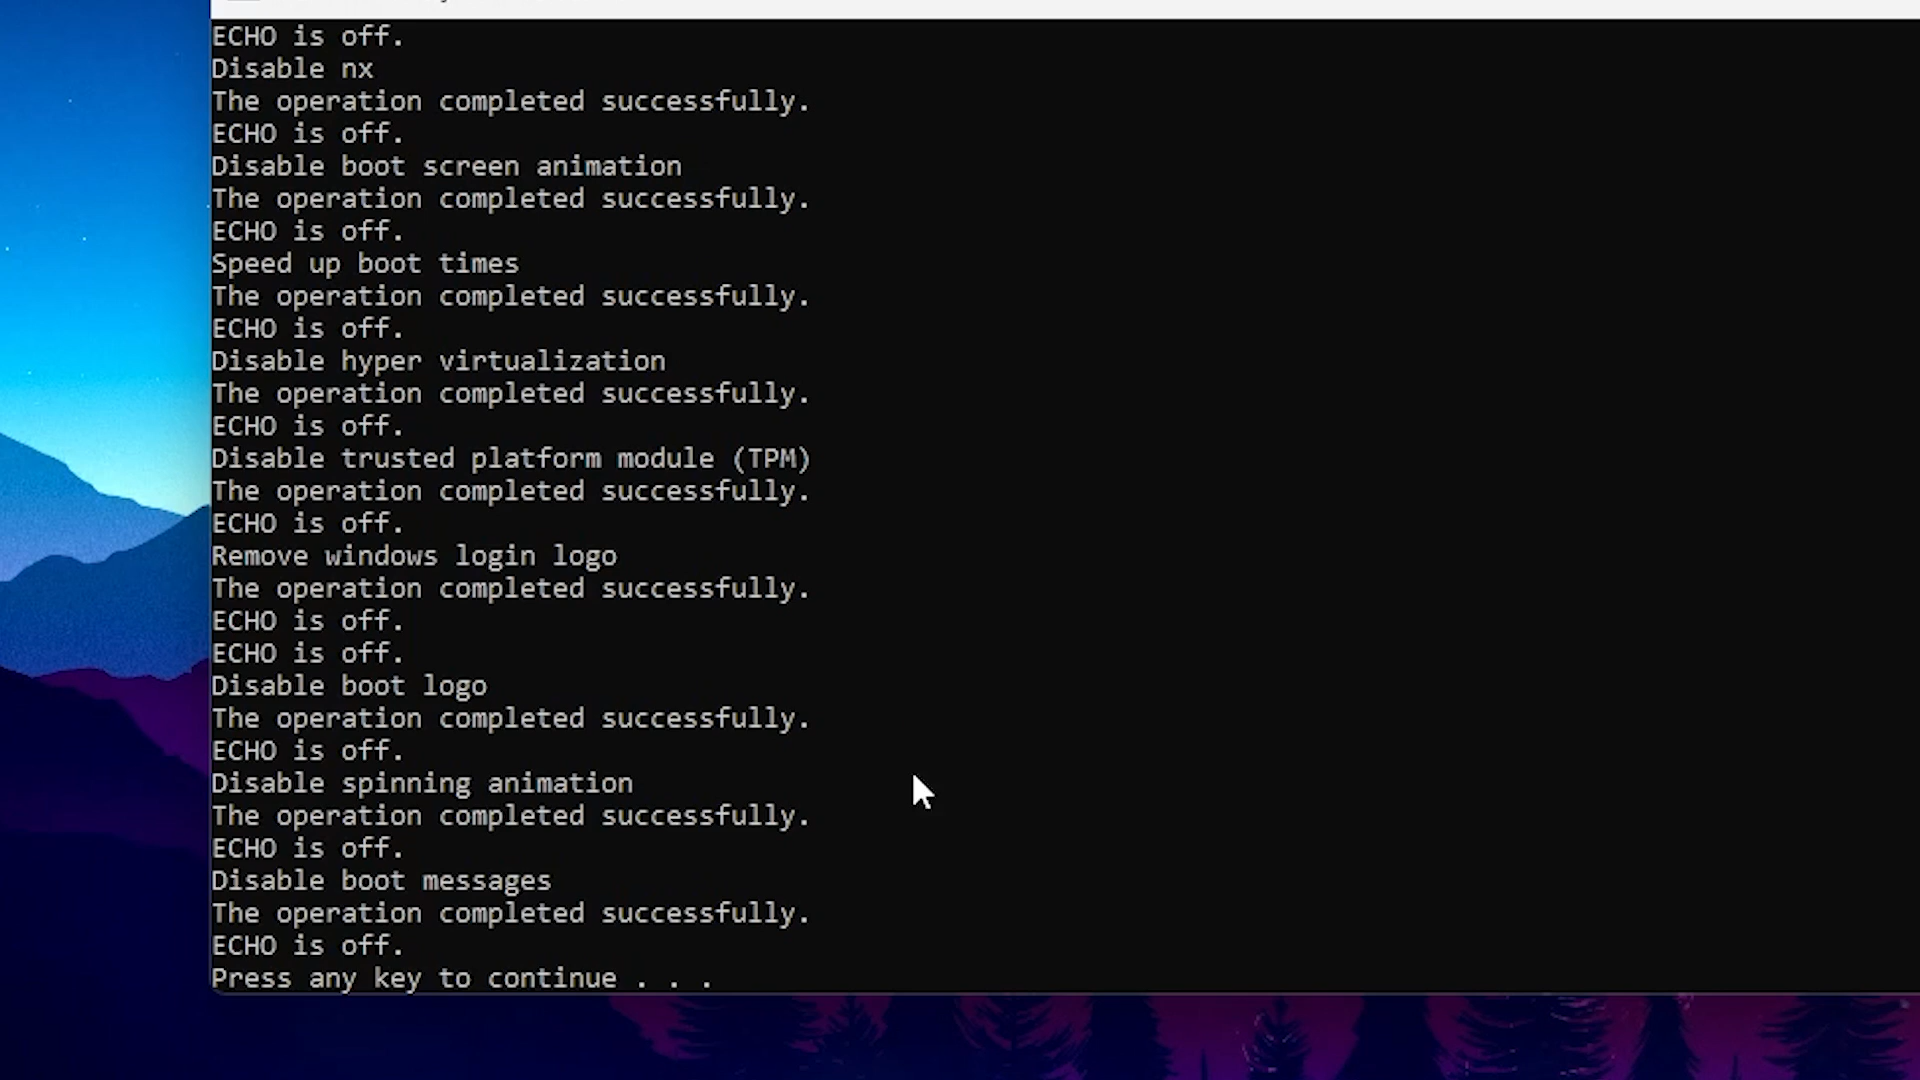 ECHO is off.
Disable nx
The operation completed successfully.
ECHO is off.
Disable boot screen animation
The operation completed successfully.
ECHO is off.
Speed up boot times
The operation completed successfully.
ECHO is off.
Disable hyper virtualization
The operation completed successfully.
ECHO is off.
Disable trusted platform module (TPM)
The operation completed successfully.
ECHO is off.
Remove windows login logo
The operation completed successfully.
ECHO is off.
ECHO is off.
Disable boot logo
The operation completed successfully.
ECHO is off.
Disable spinning animation
The operation completed successfully.
ECHO is off.
Disable boot messages
The operation completed successfully.
ECHO is off.
Press any key to continue . . .